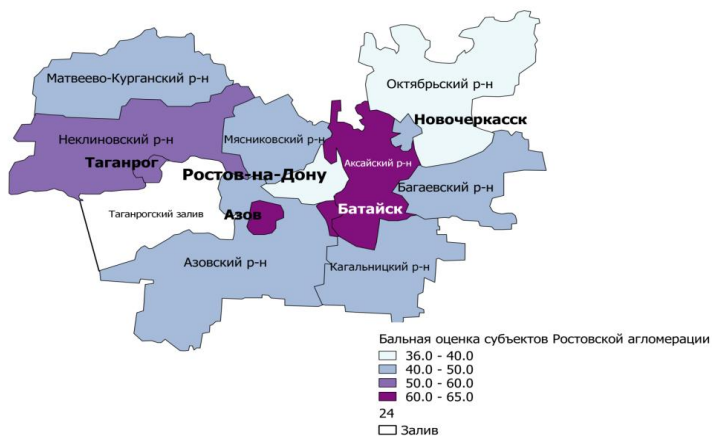 Матвеево-Курганский р-н
Октябрьский р-н
Новочеркасск
Неклиновский р-н
Мясниковский р-н
Таганрог
Аксайский р-н
Ростов-на-Дону
Багаевский р-н
Таганрогский залив
Азов
Батайск
Азовский р-н
Кагальницкий р-н
Бальная оценка субъектов Ростовской агломерации
36.0 - 40.0
40.0 - 50.0
50.0 - 60.0
60.0 - 65.0
24
Залив